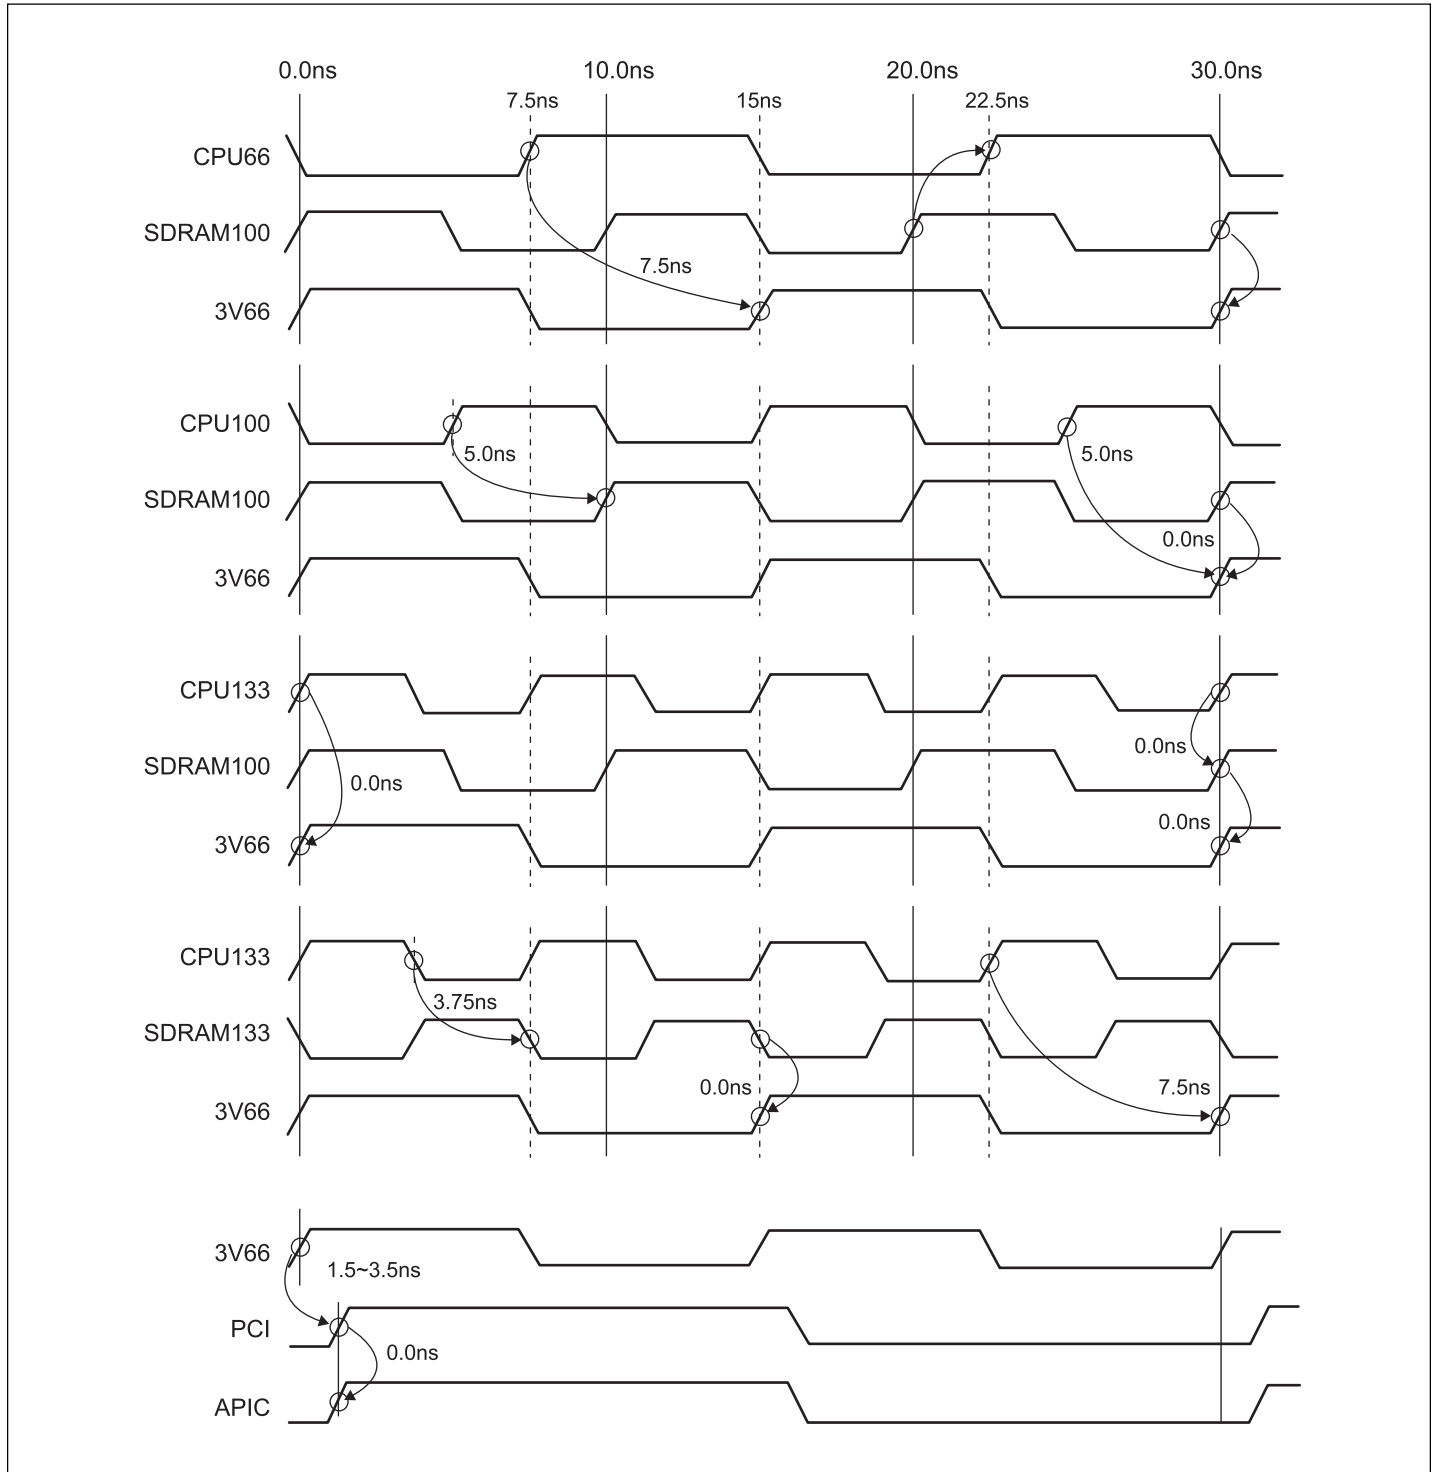 0.0ns 10.0ns 20.0ns 30.0ns
7.5ns 15ns 22.5ns
CPU66
SDRAM100
7.5ns
3V66
CPU100
5.0ns 5.0ns
SDRAM100
0.0ns
3V66
CPU133
0.0ns
SDRAM100
0.0ns
0.0ns
3V66
CPU133
3.75ns
SDRAM133
0.0ns 7.5ns
3V66
3V66
1.5~3.5ns
PCI
0.0ns
APIC